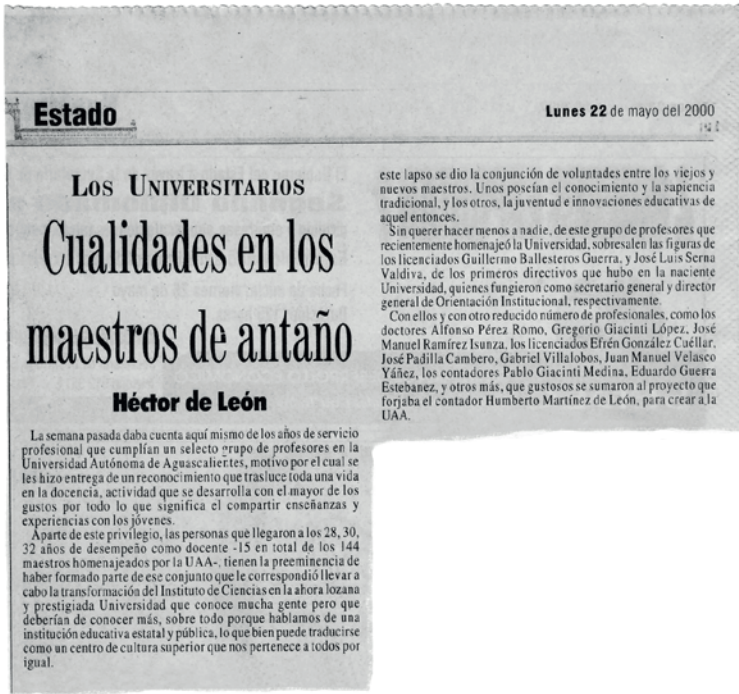 Estado
Lunes 22 de mayo del 2000
LOS UNIVERSITARIOS
Cualidades en los
maestros de antaño
Héctor de León
La semana pasada daba cuenta aquí mismo de los años de servicio
profesional que cumplían un selecto grupo de profesores en la
Universidad Autónoma de Aguascalientes, motivo por el cual se
les hizo entrega de un reconocimiento que trasluce toda una vida
en la docencia, actividad que se desarrolla con el mayor de los
gustos por todo lo que significa el compartir enseñanzas y
experiencias con los jóvenes.
Aparte de este privilegio, las personas que llegaron a los 28, 30,
32 años de desempeño como docente -15 en total de los 144
maestros homenajeados por la UAA-, tienen la preeminencia de
haber formado parte de ese conjunto que le correspondió llevar a
cabo la transformación del Instituto de Ciencias en la ahora lozana
y prestigiada Universidad que conoce mucha gente pero que
deberían de conocer más, sobre todo porque hablamos de una
institución educativa estatal y pública, lo que bien puede traducirse
como un centro de cultura superior que nos pertenece a todos por
igual.
este lapso se dio la conjunción de voluntades entre los viejos y
nuevos maestros. Unos poseían el conocimiento y la sapiencia
tradicional, y los otros, la juventud e innovaciones educativas de
aquel entonces.
Sin querer hacer menos a nadie, de este grupo de profesores que
recientemente homenajeó la Universidad, sobresalen las figuras de
los licenciados Guillermo Ballesteros Guerra, y José Luis Serna
Valdivia, de los primeros directivos que hubo en la naciente
Universidad, quienes fungieron como secretario general y director
general de Orientación Institucional, respectivamente.
Con ellos y con otro reducido número de profesionales, como los
doctores Alfonso Pérez Romo, Gregorio Giacinti López, José
Manuel Ramírez Isunza, los licenciados Efrén González Cuéllar,
José Padilla Cambero, Gabriel Villalobos, Juan Manuel Velasco
Yáñez, los contadores Pablo Giacinti Medina, Eduardo Guerra
Estebanez, y otros más, que gustosos se sumaron al proyecto que
forjaba el contador Humberto Martínez de León, para crear a la
UAA.